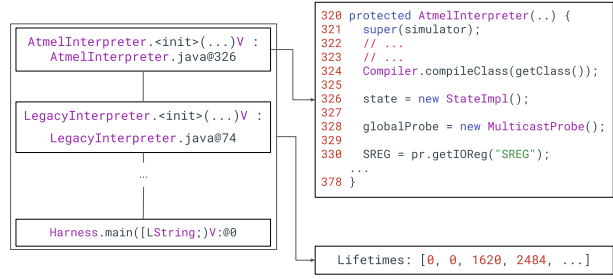 AtmelInterpreter.<init>(...)V :
AtmelInterpreter.java@326
LegacyInterpreter.<init>(...)V :
LegacyInterpreter.java@74
...
Harness.main([LString;)V:@0
320 protected AtmelInterpreter(..) {
321 super(simulator);
322 // ...
323 // ...
324 Compiler.compileClass(getClass());
325
326 state = new StateImpl();
327
328 globalProbe = new MulticastProbe();
329
330 SREG = pr.getIOReg("SREG");
...
378 }
Lifetimes: [0, 0, 1620, 2484, ...]